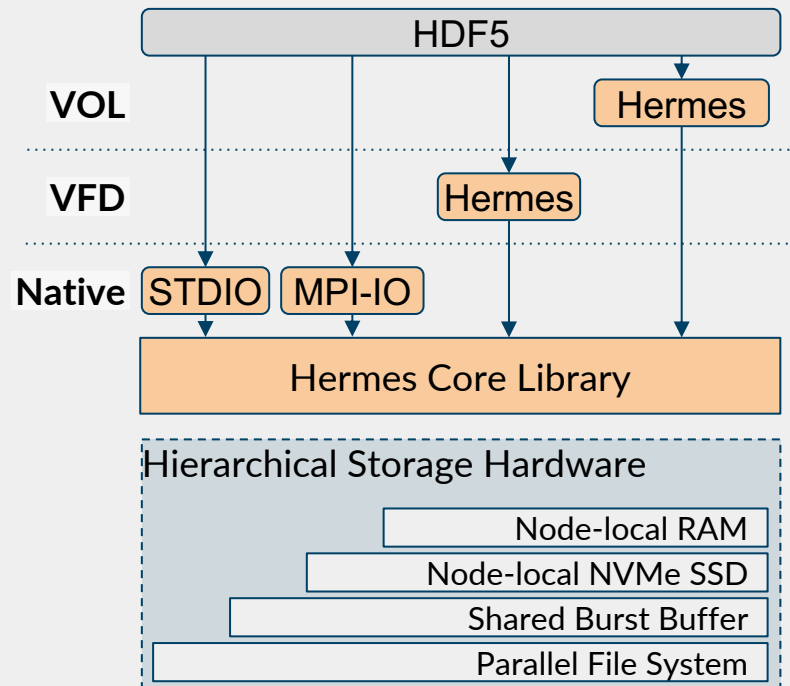 HDF5
VOL
Hermes
VFD
Hermes
Native
STDIO
MPI-IO
Hermes Core Library
Hierarchical Storage Hardware
Node-local RAM
Node-local NVMe SSD
Shared Burst Buffer
Parallel File System